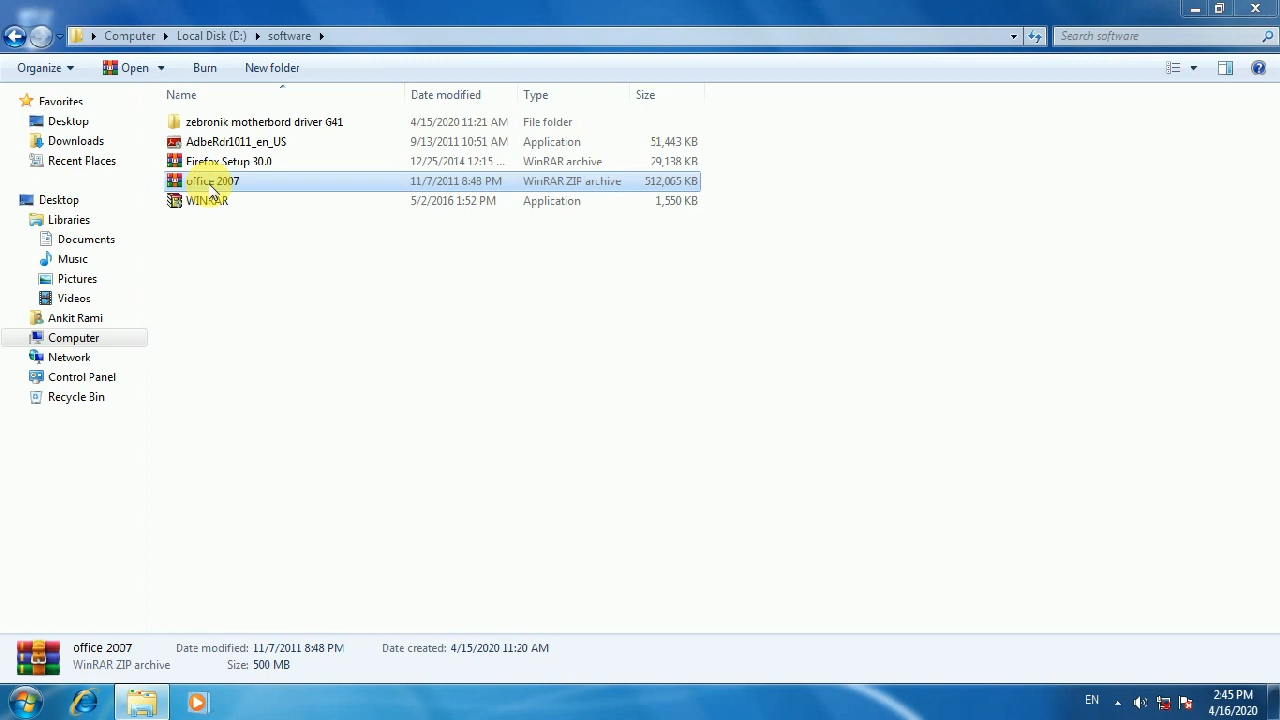 Computer Local Disk (D:) software Search software
Organize Open Burn New folder
Name Date modified Type Size
Favorites
Desktop
Downloads
Recent Places
Desktop
Libraries
Documents
Music
Pictures
Videos
Ankit Rami
Computer
Network
Control Panel
Recycle Bin
zebronic motherbord driver G41 4/15/2020 11:21 AM File folder
AdbeRdr1011_en_US 9/13/2011 10:51 AM Application 51,443 KB
Firefox Setup 30.0 12/25/2014 12:15 ... WinRAR archive 29,138 KB
office 2007 11/7/2011 8:48 PM WinRAR ZIP archive 512,065 KB
WINRAR 5/2/2016 1:52 PM Application 1,550 KB
office 2007 Date modified: 11/7/2011 8:48 PM Date created: 4/15/2020 11:20 AM
WinRAR ZIP archive Size: 500 MB
EN 2:45 PM
4/16/2020